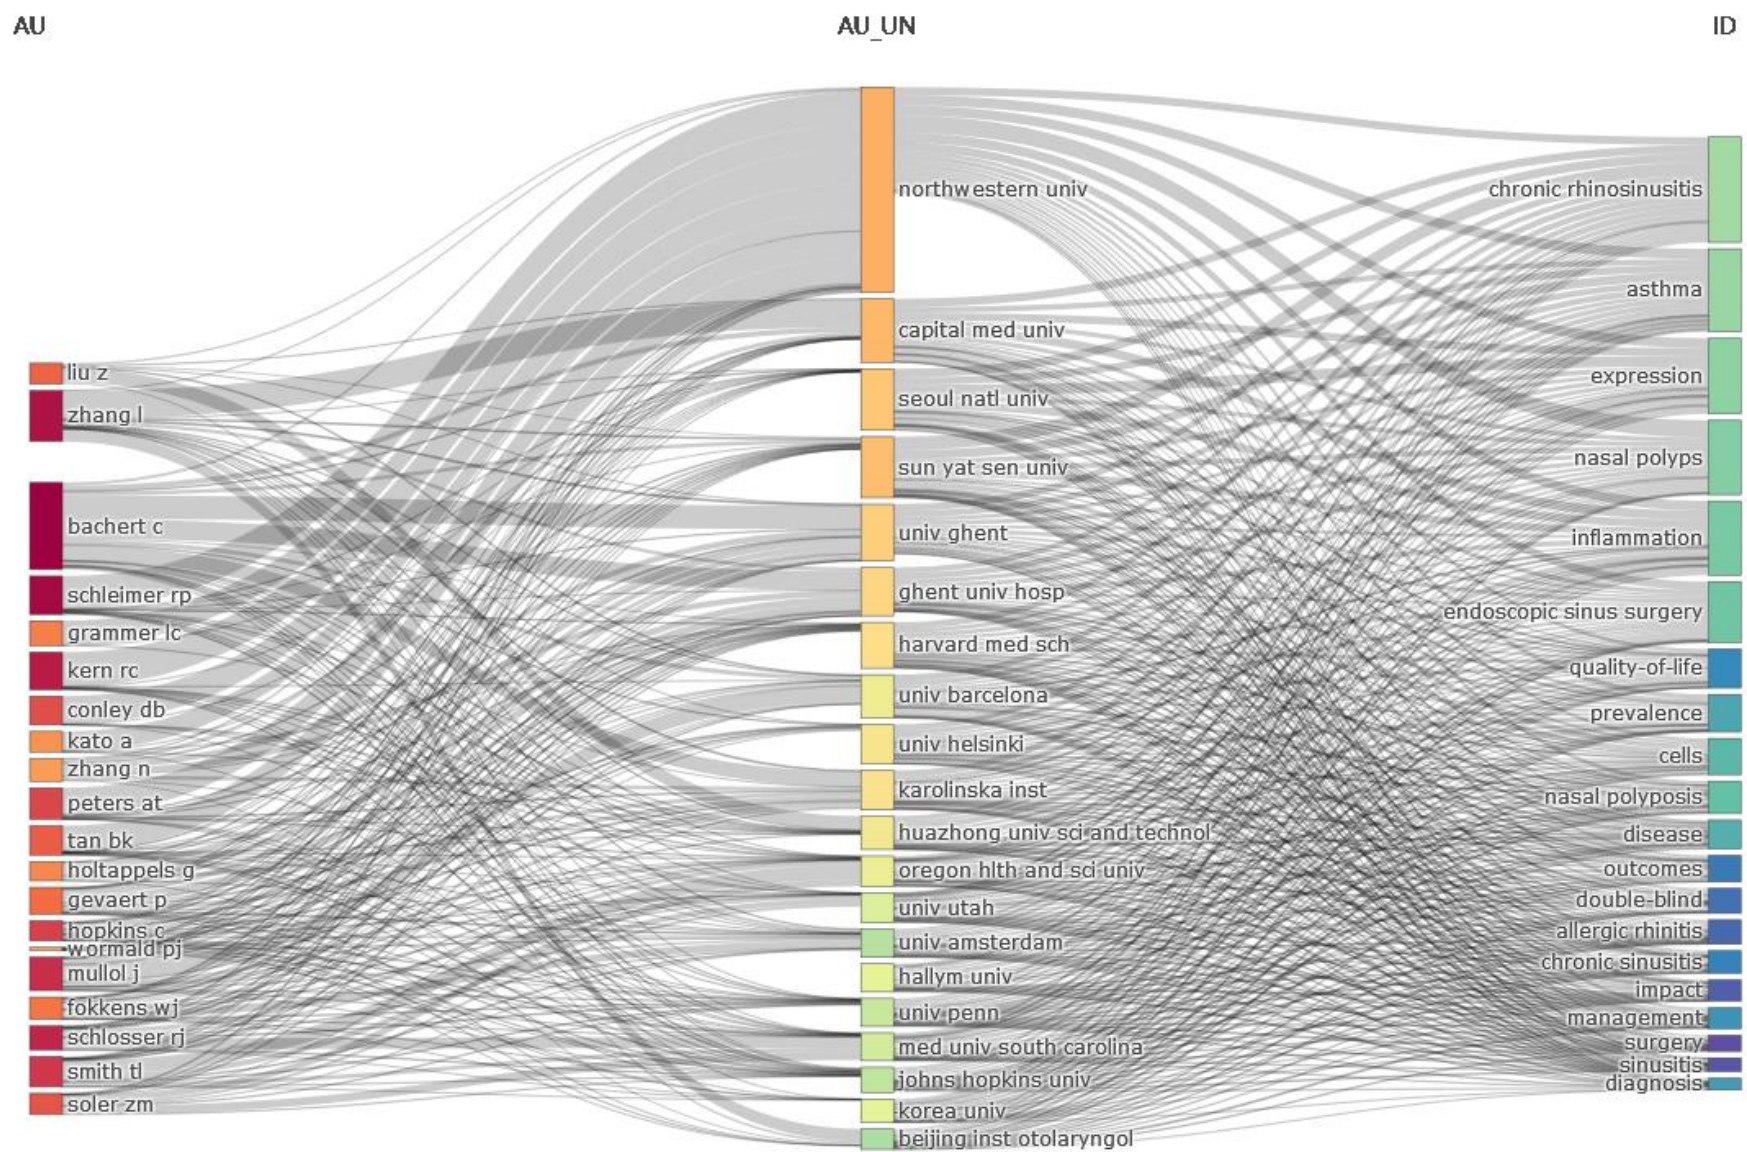 AU
AU_UN
ID
liu z
zhang l
bachert c
schleimer rp
grammer lc
kern rc
conley db
kato a
zhang n
peters at
tan bk
holtappels g
gevaert p
hopkins c
wormald pj
mullol j
fokkens wj
schlosser rj
smith tl
soler zm
northwestern univ
capital med univ
seoul natl univ
sun yat sen univ
univ ghent
ghent univ hosp
harvard med sch
univ barcelona
univ helsinki
karolinska inst
huazhong univ sci and technol
oregon hlth and sci univ
univ utah
univ amsterdam
hallym univ
univ penn
med univ south carolina
johns hopkins univ
korea univ
beijing inst otolaryngol
chronic rhinosinusitis
asthma
expression
nasal polyps
inflammation
endoscopic sinus surgery
quality-of-life
prevalence
cells
nasal polyposis
disease
outcomes
double-blind
allergic rhinitis
chronic sinusitis
impact
management
surgery
sinusitis
diagnosis